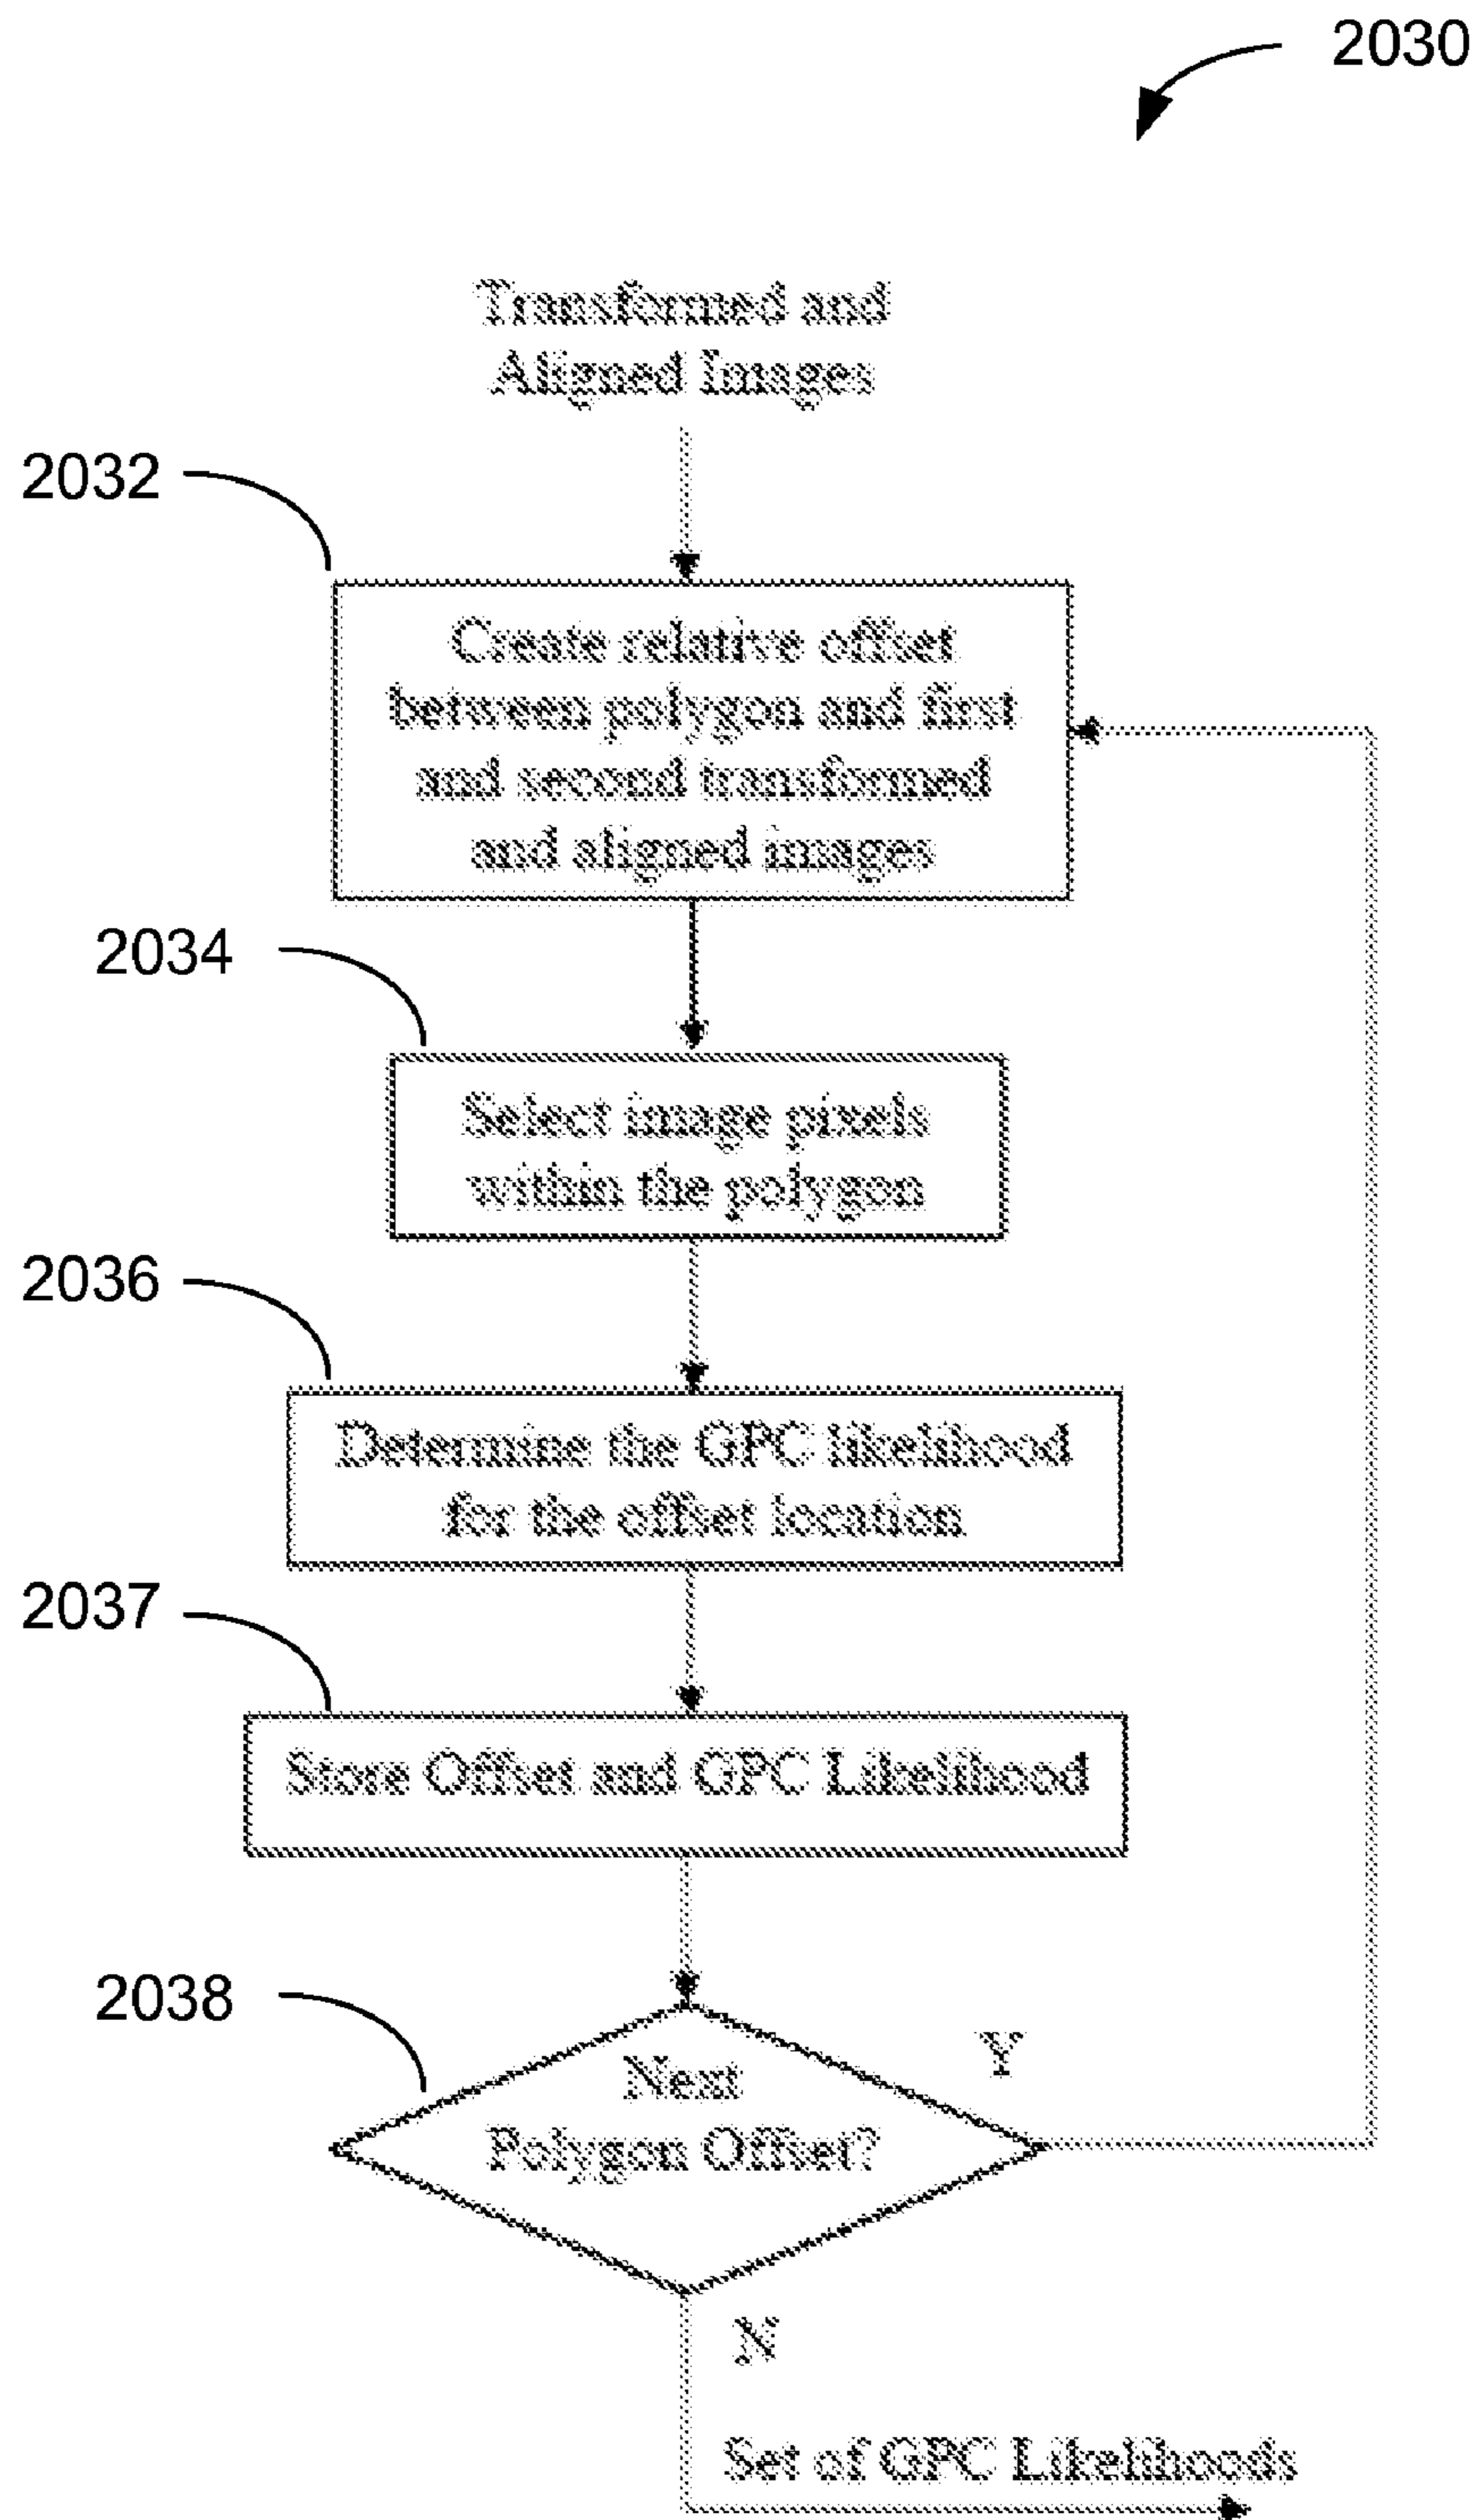 2030
Transformed and
Aligned Images
2032
Create relative offset
between polygon and first
and second transformed
and aligned images
2034
Select image pixels
within the polygon
2036
Determine the GPC likelihood
for the offset location
2037
Store Offset and GPC Likelihood
2038
Next
Polygon Offset?
Y
N
Set of GPC Likelihoods